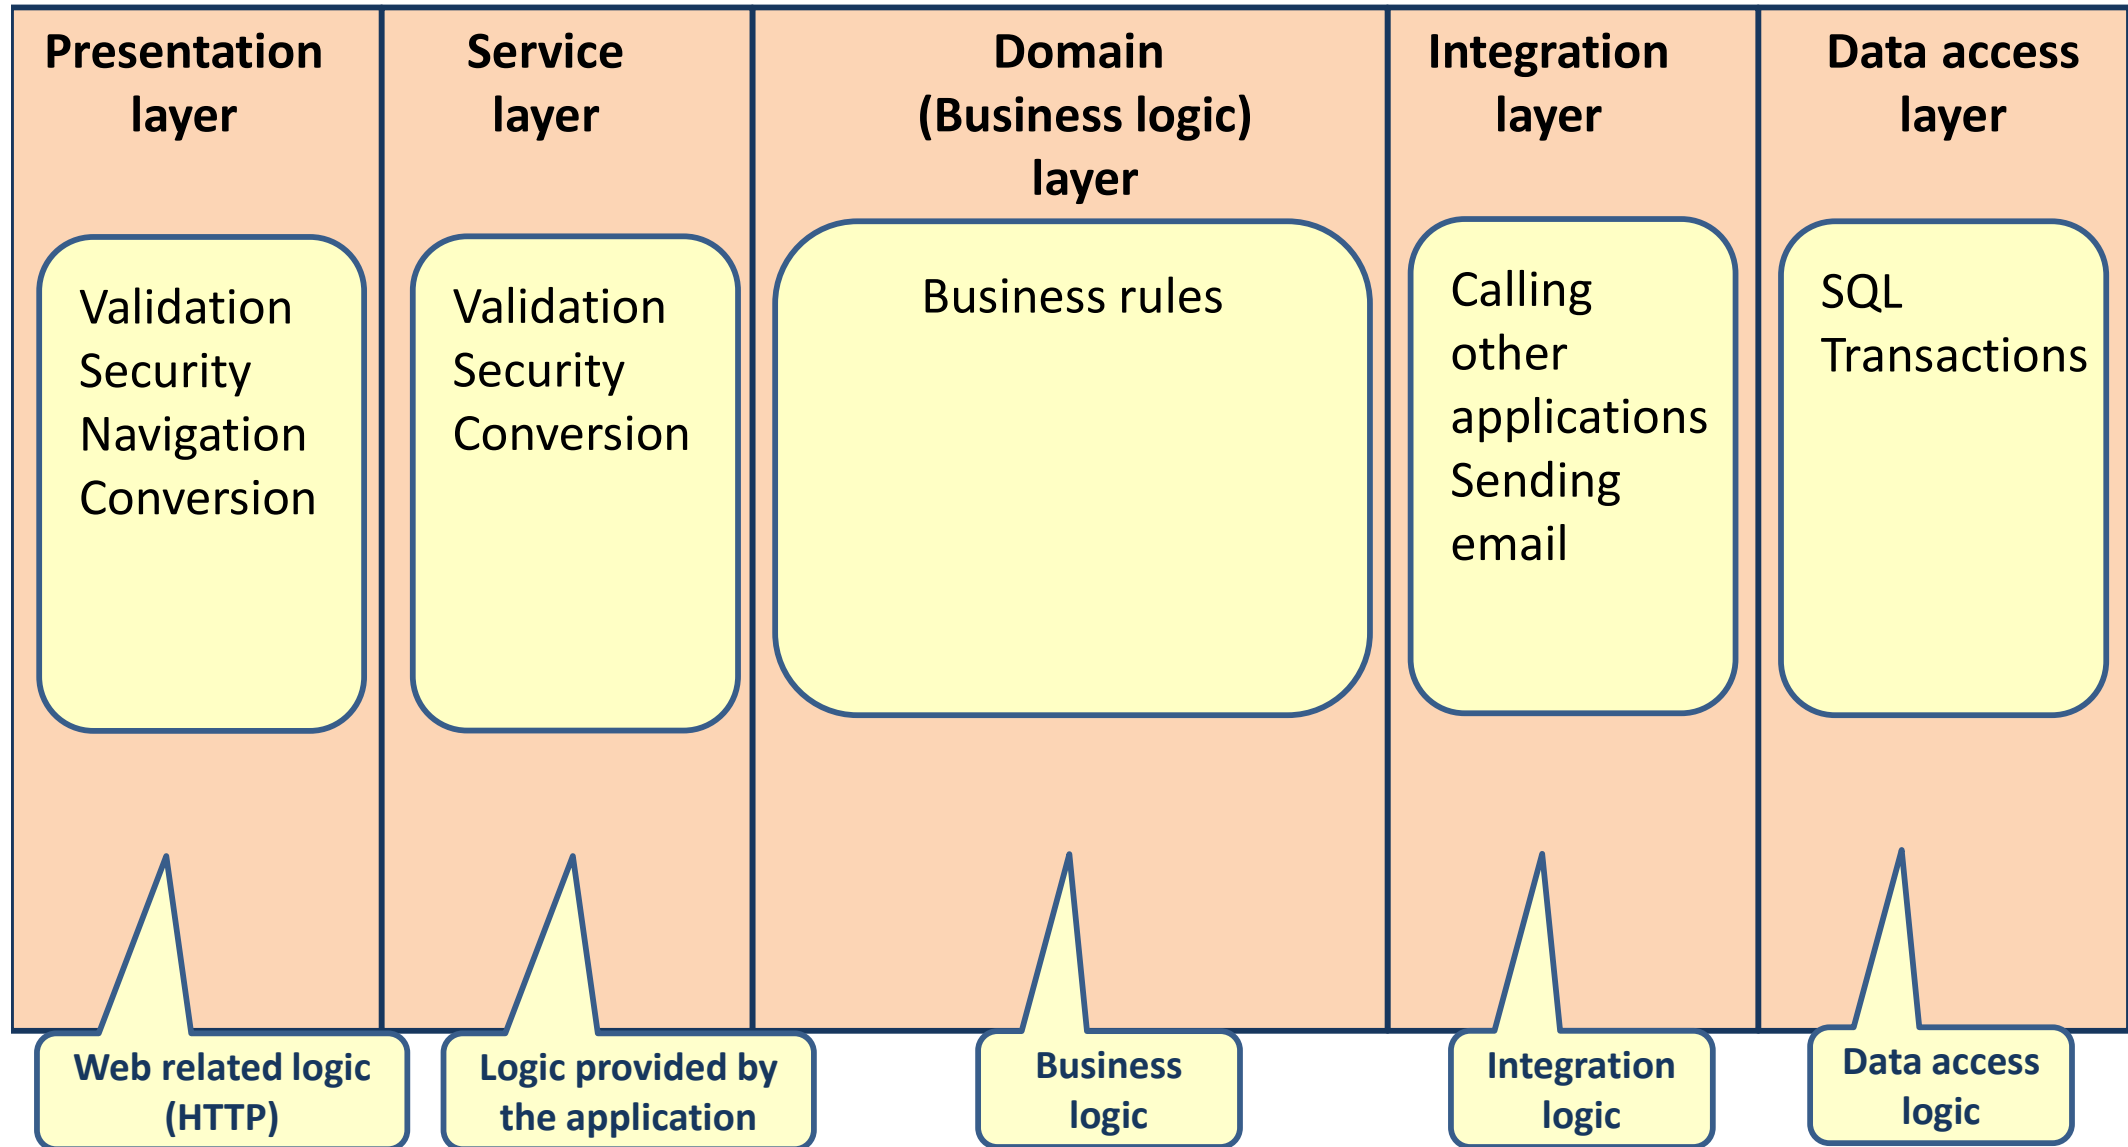 Presentation
layer
Service
layer
Domain
(Business logic)
layer
Integration
layer
Data access
layer
Validation
Security
Navigation
Conversion
Validation
Security
Conversion
Business rules
Calling
other
applications
Sending
email
SQL
Transactions
Web related logic
(HTTP)
Logic provided by
the application
Business
logic
Integration
logic
Data access
logic